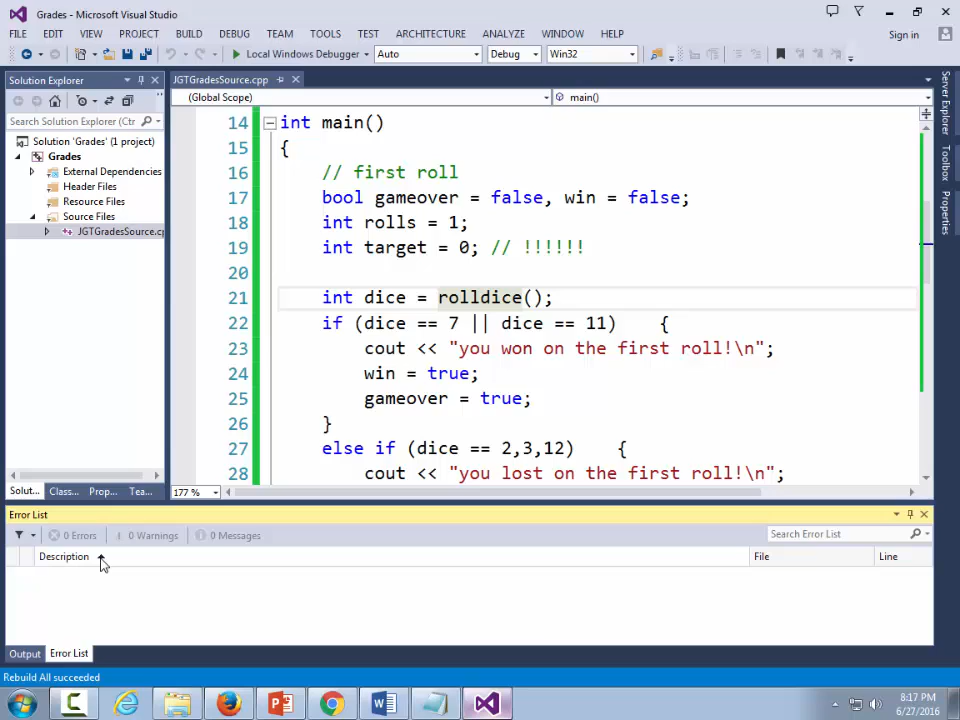 Grades - Microsoft Visual Studio
FILE EDIT VIEW PROJECT BUILD DEBUG TEAM TOOLS TEST ARCHITECTURE ANALYZE WINDOW HELP Sign in
Local Windows Debugger Auto Debug Win32
Solution Explorer
Search Solution Explorer (Ctr
Solution 'Grades' (1 project)
Grades
External Dependencies
Header Files
Resource Files
Source Files
JGTGradesSource.cp
Solut... Class... Prop... Tea...
JGTGradesSource.cpp
(Global Scope) main()
14 int main()
15 {
16 // first roll
17 bool gameover = false, win = false;
18 int rolls = 1;
19 int target = 0; // !!!!!!
20
21 int dice = rolldice();
22 if (dice == 7 || dice == 11) {
23 cout << "you won on the first roll!\n";
24 win = true;
25 gameover = true;
26 }
27 else if (dice == 2,3,12) {
28 cout << "you lost on the first roll!\n";
177 %
Server Explorer
Toolbox
Properties
Error List
0 Errors 0 Warnings 0 Messages Search Error List
Description File Line
Output Error List
Rebuild All succeeded
8:17 PM
6/27/2016